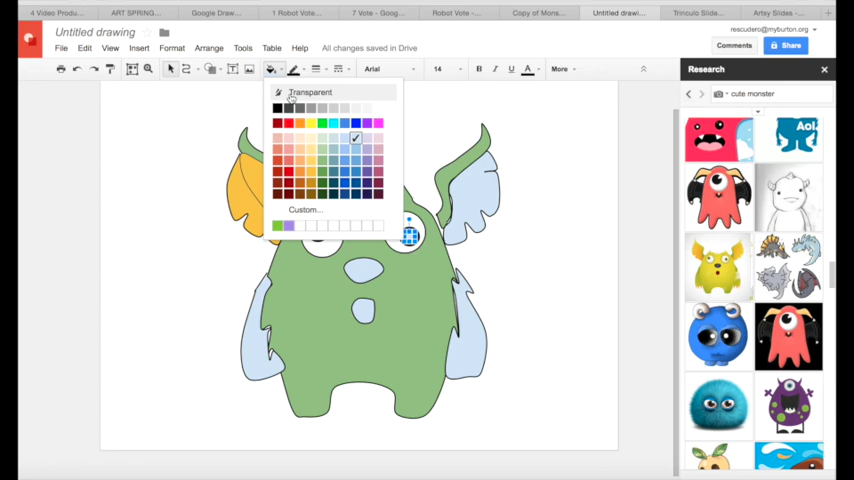 4 Video Produ...
ART SPRING...
Google Draw...
1 Robot Vote...
7 Vote - Googl...
Robot Vote -...
Copy of Mons...
Untitled drawi...
Trinculo Slide...
Artsy Slides -...
Untitled drawing
rescudero@myburton.org
File Edit View Insert Format Arrange Tools Table Help All changes saved in Drive
Comments
Share
Arial 14 B I U A More
Research
cute monster
Transparent
Custom...